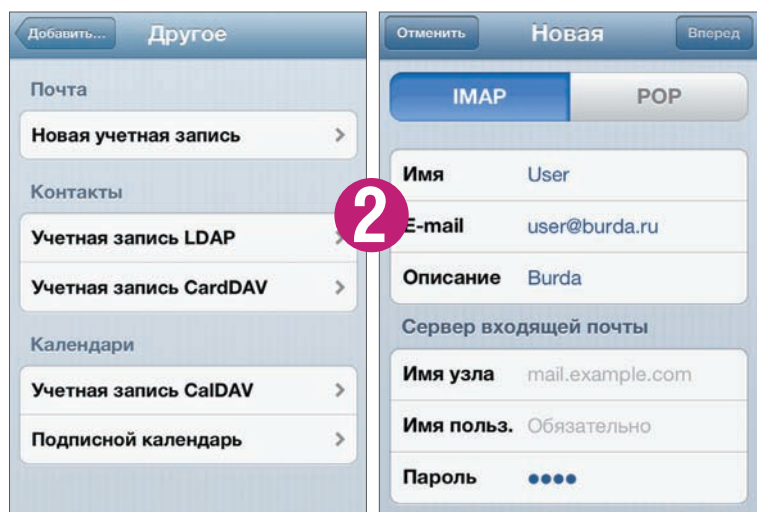 Добавить... Другое
Почта
Новая учетная запись
Контакты
Учетная запись LDAP
Учетная запись CardDAV
Календари
Учетная запись CalDAV
Подписной календарь
2
Отменить Новая Вперед
IMAP POP
Имя User
E-mail user@burda.ru
Описание Burda
Сервер входящей почты
Имя узла mail.example.com
Имя польз. Обязательно
Пароль ●●●●